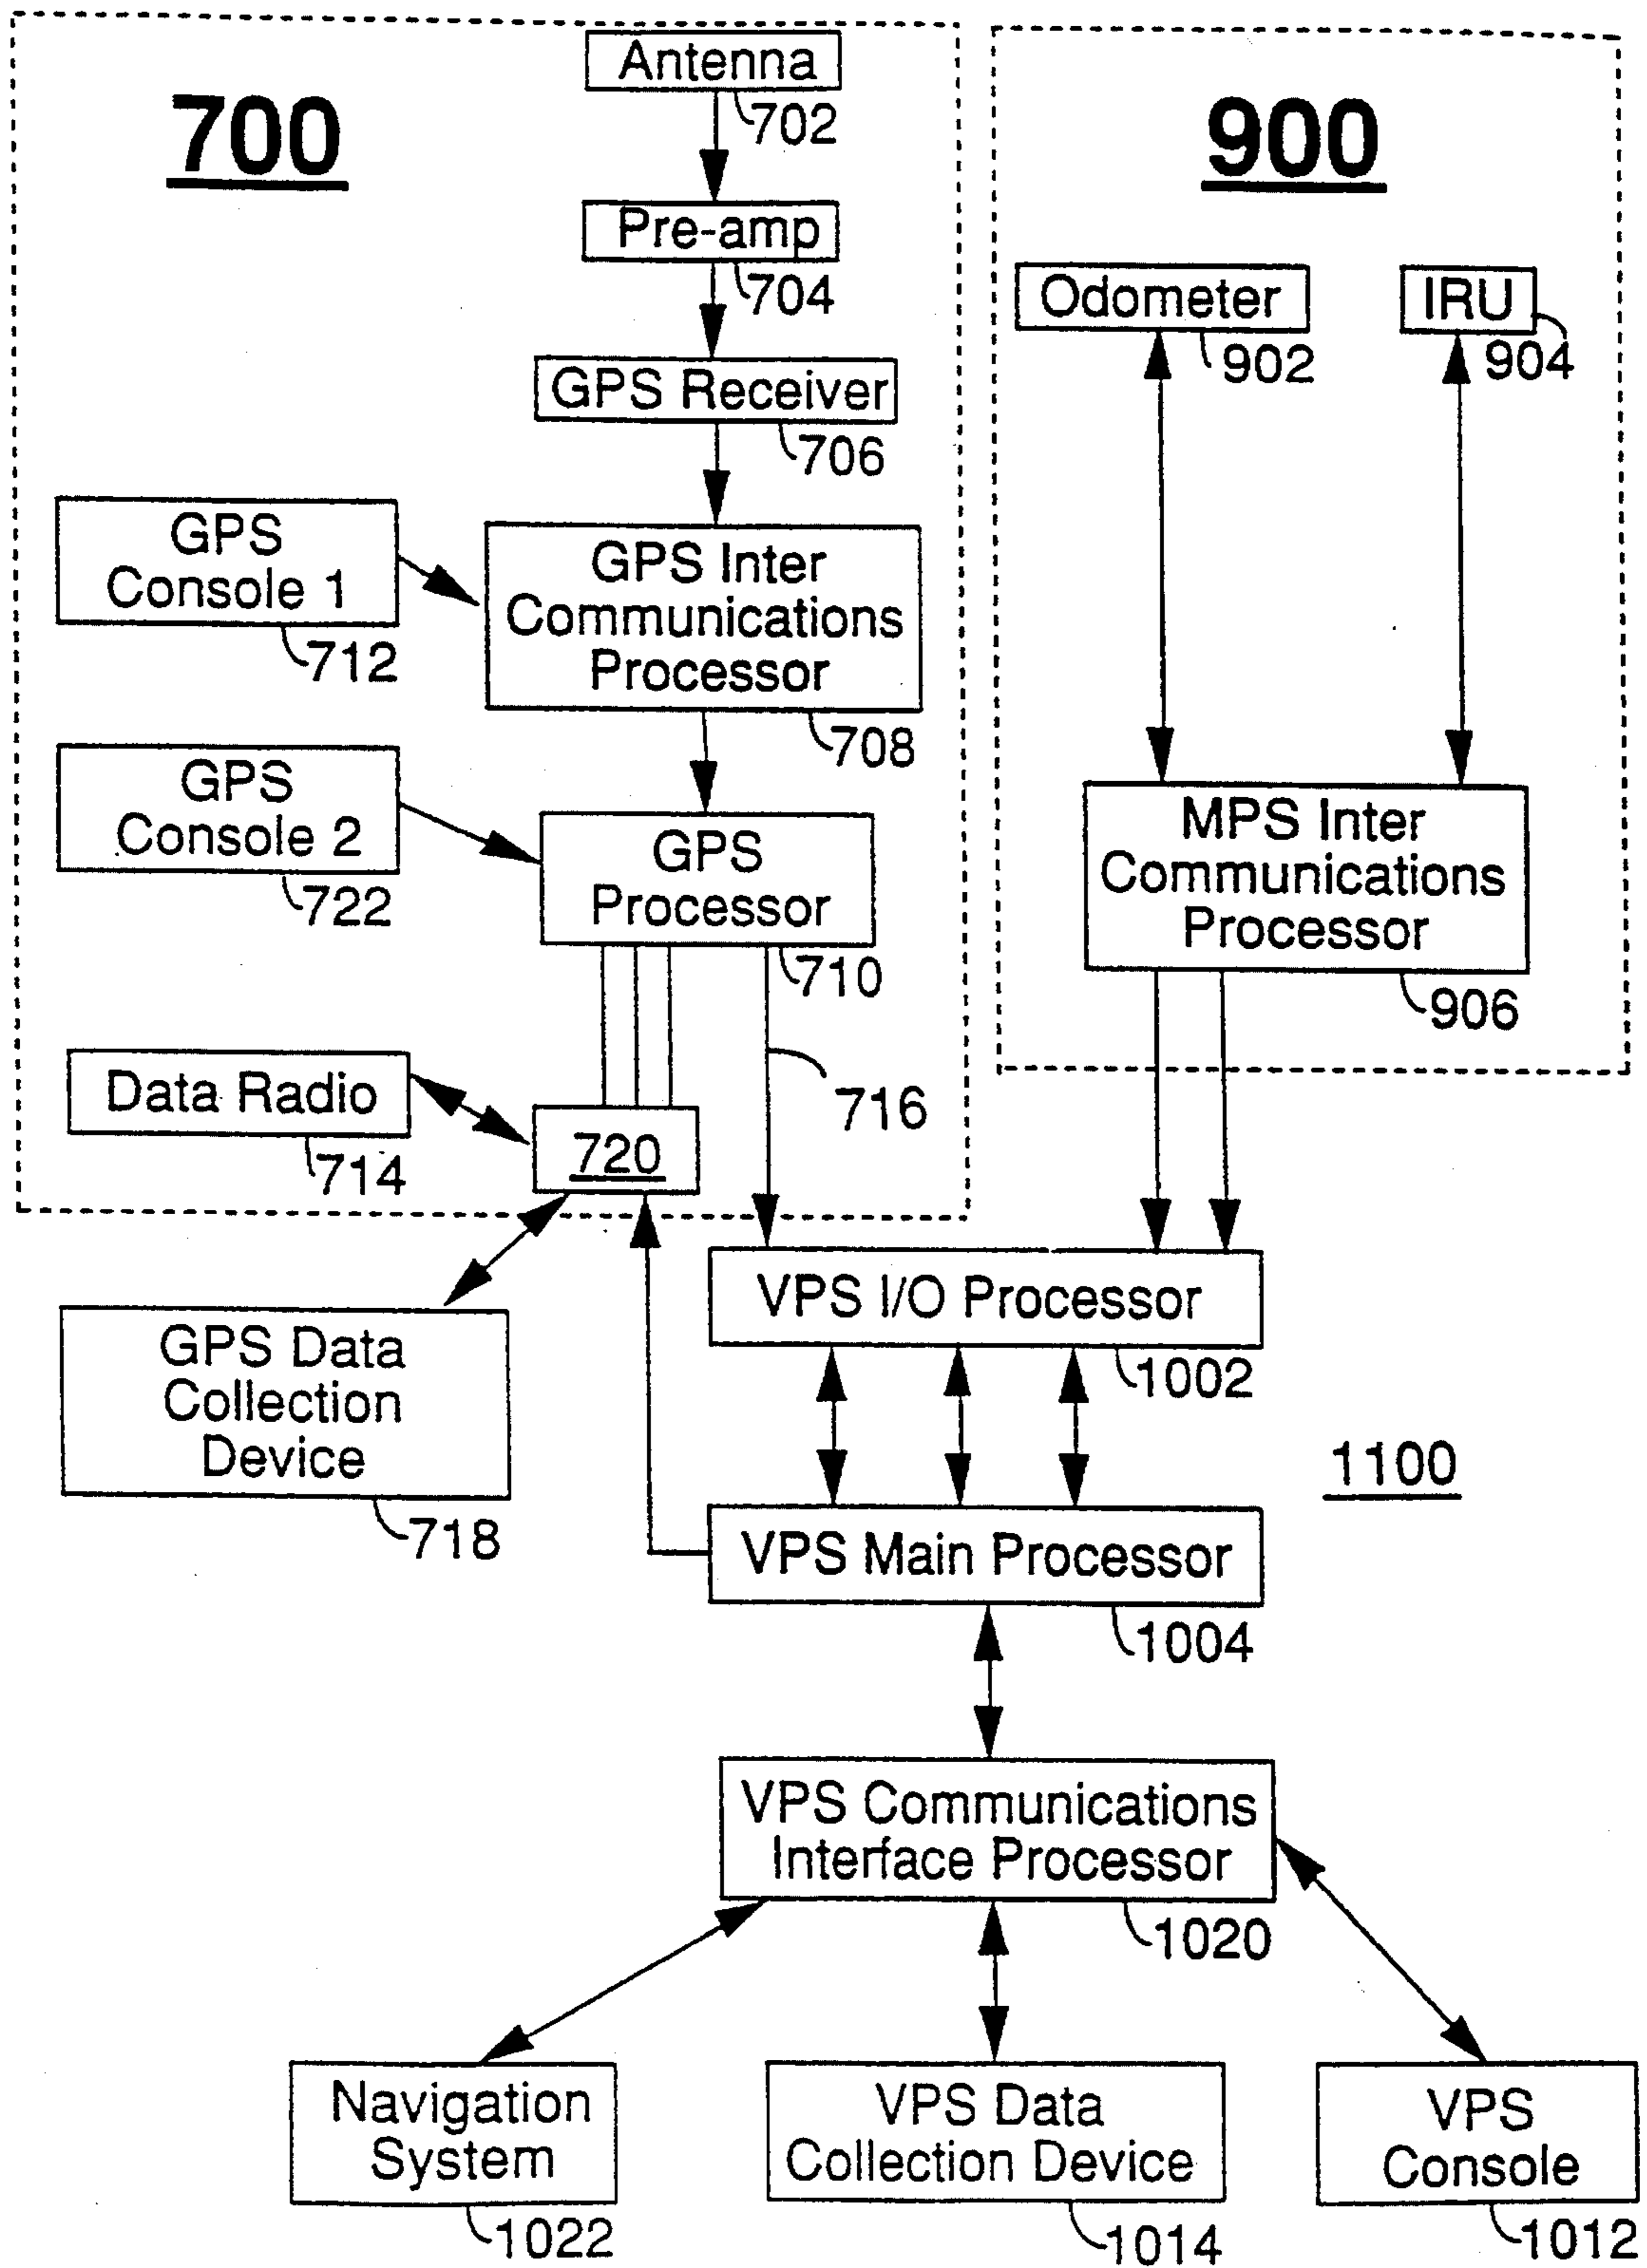 700
Antenna
702
Pre-amp
704
GPS Receiver
706
GPS
Console 1
712
GPS Inter
Communications
Processor
708
GPS
Console 2
722
GPS
Processor
710
716
Data Radio
714
720
GPS Data
Collection
Device
718
900
Odometer
902
IRU
904
MPS Inter
Communications
Processor
906
VPS I/O Processor
1002
1100
VPS Main Processor
1004
VPS Communications
Interface Processor
1020
Navigation
System
1022
VPS Data
Collection Device
1014
VPS
Console
1012